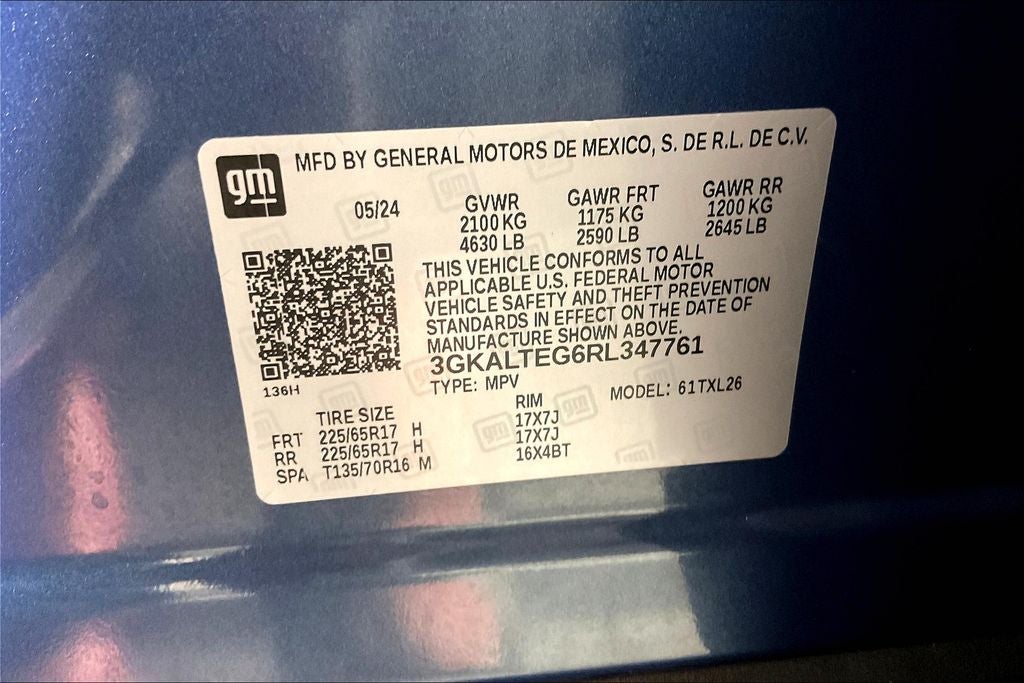 gm
MFD BY GENERAL MOTORS DE MEXICO, S. DE R.L. DE C.V.
05/24
GVWR GAWR FRT GAWR RR
2100 KG 1175 KG 1200 KG
4630 LB 2590 LB 2645 LB
THIS VEHICLE CONFORMS TO ALL
APPLICABLE U.S. FEDERAL MOTOR
VEHICLE SAFETY AND THEFT PREVENTION
STANDARDS IN EFFECT ON THE DATE OF
MANUFACTURE SHOWN ABOVE.
3GKALTEG6RL347761
136H
TYPE: MPV MODEL: 61TXL26
TIRE SIZE RIM
FRT 225/65R17 H 17X7J
RR 225/65R17 H 17X7J
SPA T135/70R16 M 16X4BT